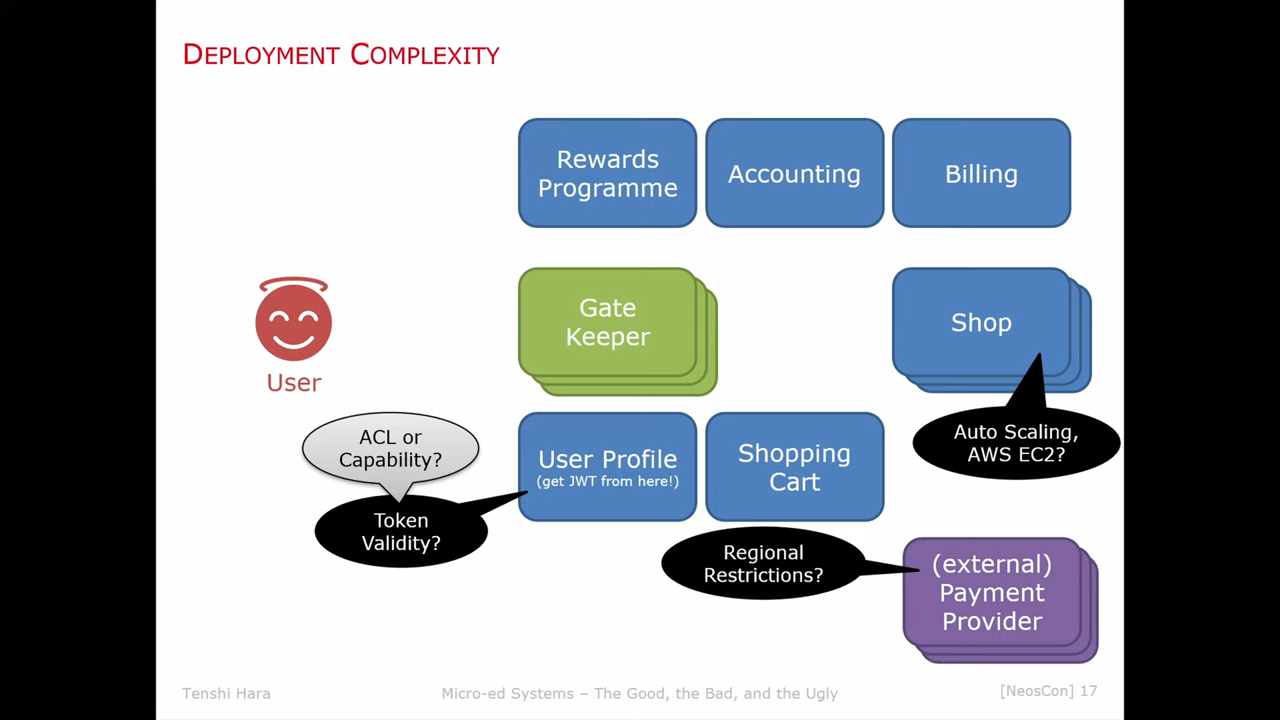 DEPLOYMENT COMPLEXITY
Rewards
Programme
Accounting
Billing
Gate
Keeper
Shop
User
ACL or
Capability?
User Profile
(get JWT from here!)
Shopping
Cart
Auto Scaling,
AWS EC2?
Token
Validity?
Regional
Restrictions?
(external)
Payment
Provider
Tenshi Hara
Micro-ed Systems – The Good, the Bad, and the Ugly
[NeosCon] 17